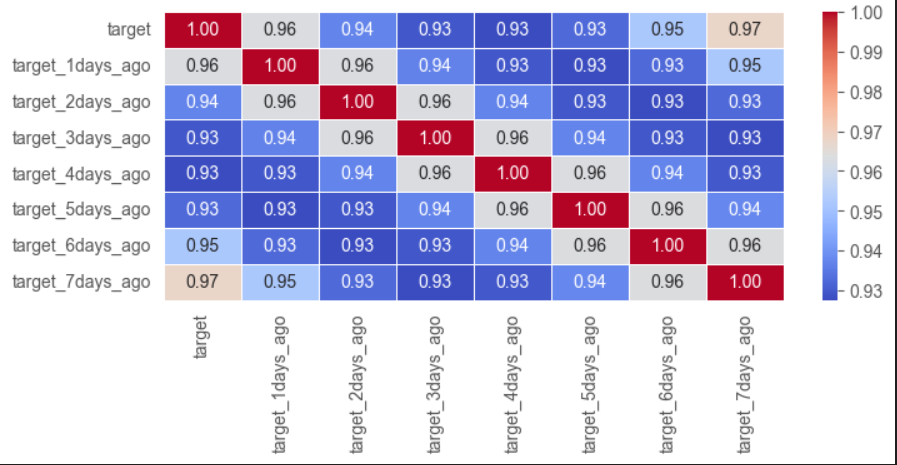 target 1.00 0.96 0.94 0.93 0.93 0.93 0.95 0.97
target_1days_ago 0.96 1.00 0.96 0.94 0.93 0.93 0.93 0.95
target_2days_ago 0.94 0.96 1.00 0.96 0.94 0.93 0.93 0.93
target_3days_ago 0.93 0.94 0.96 1.00 0.96 0.94 0.93 0.93
target_4days_ago 0.93 0.93 0.94 0.96 1.00 0.96 0.94 0.93
target_5days_ago 0.93 0.93 0.93 0.94 0.96 1.00 0.96 0.94
target_6days_ago 0.95 0.93 0.93 0.93 0.94 0.96 1.00 0.96
target_7days_ago 0.97 0.95 0.93 0.93 0.93 0.94 0.96 1.00
target
target_1days_ago
target_2days_ago
target_3days_ago
target_4days_ago
target_5days_ago
target_6days_ago
target_7days_ago
1.00
0.99
0.98
0.97
0.96
0.95
0.94
0.93